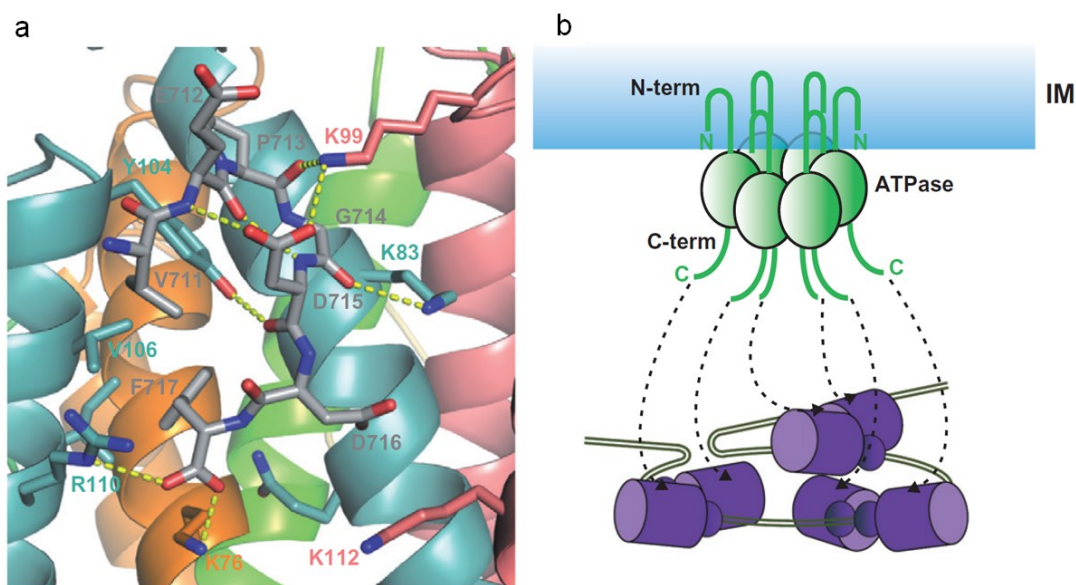 a
E712
P713
K99
Y104
G714
K83
V711
D715
V106
F717
D716
R110
K76
K112
b
N-term
IM
N
N
ATPase
C-term
C
C